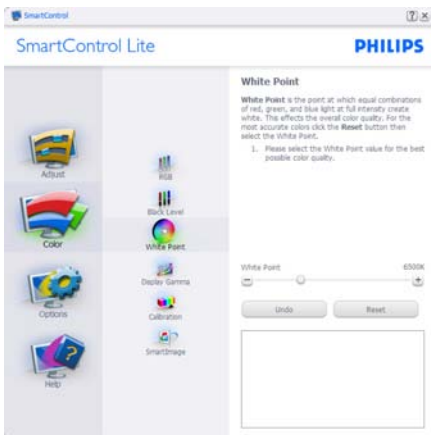 SmartControl
SmartControl Lite
PHILIPS
Adjust
Color
Options
Help
RGB
Black Level
White Point
Display Gamma
Calibration
SmartImage
White Point
White Point is the point at which equal combinations
of red, green, and blue light at full intensity create
white. This effects the overall color quality. For the
most accurate colors click the Reset button then
select the White Point.
1. Please select the White Point value for the best
possible color quality.
White Point 6500K
Undo Reset